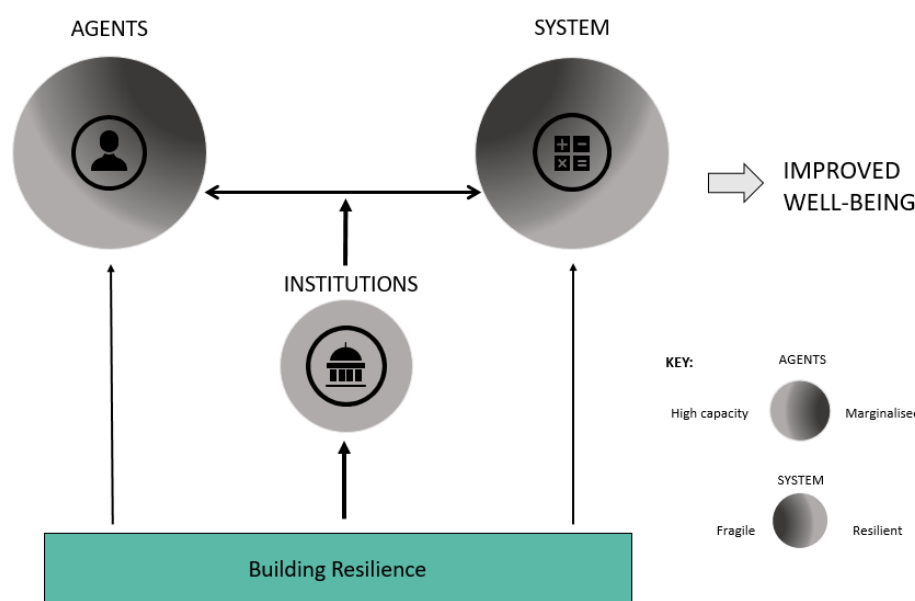 AGENTS
SYSTEM
IMPROVED
WELL-BEING
INSTITUTIONS
KEY:
AGENTS
High capacity
Marginalised
SYSTEM
Fragile
Resilient
Building Resilience